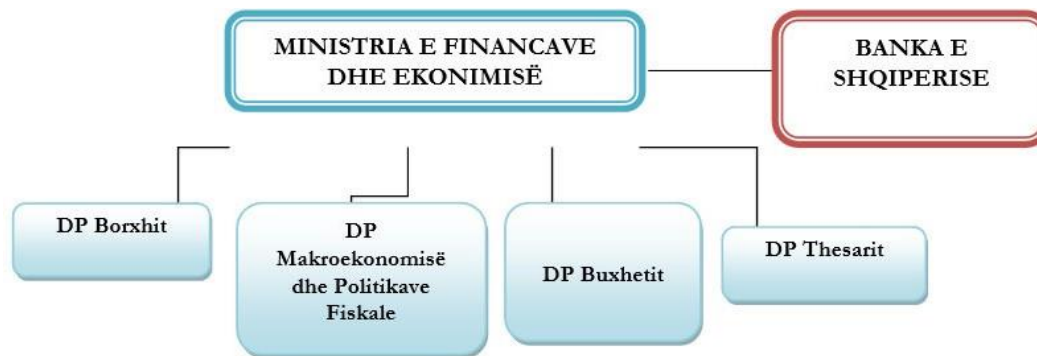 MINISTRIA E FINANCAVE
DHE EKONIMISË
BANKA E
SHQIPERISE
DP Borxhit
DP
Makroekonomisë
dhe Politikave
Fiskale
DP Buxhetit
DP Thesarit